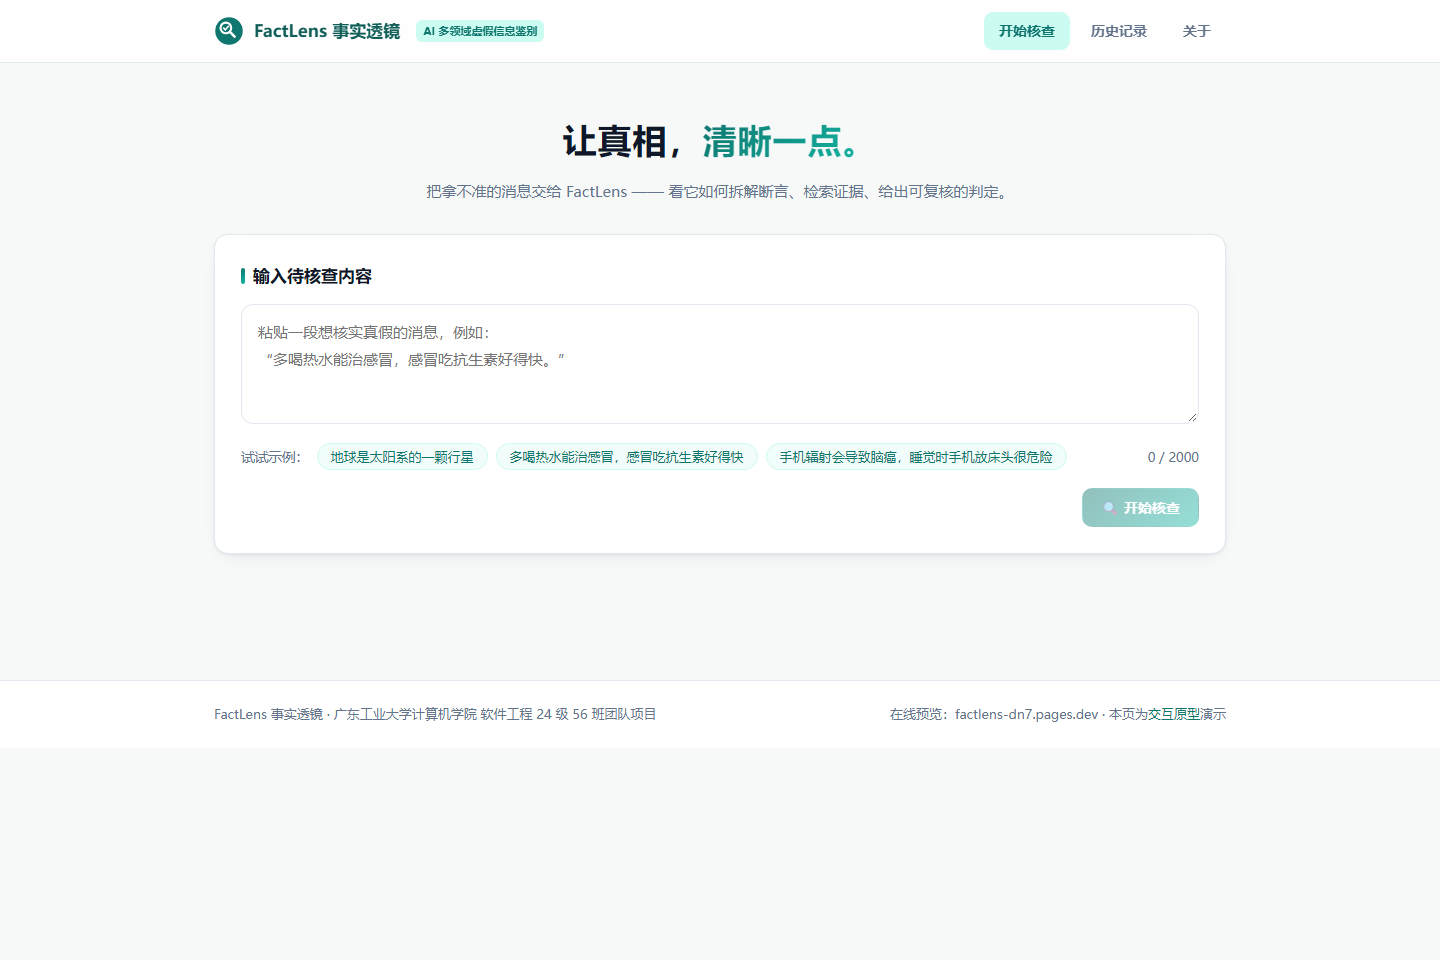 FactLens 事实透镜 AI 多领域虚假信息鉴别 开始核查 历史记录 关于
让真相，清晰一点。
把拿不准的消息交给 FactLens —— 看它如何拆解断言、检索证据、给出可复核的判定。
输入待核查内容
粘贴一段想核实真假的消息，例如：
“多喝热水能治感冒，感冒吃抗生素好得快。”
试试示例： 地球是太阳系的一颗行星 多喝热水能治感冒，感冒吃抗生素好得快 手机辐射会导致脑瘤，睡觉时手机放床头很危险 0 / 2000
开始核查
FactLens 事实透镜 · 广东工业大学计算机学院 软件工程 24 级 56 班团队项目 在线预览：factlens-dn7.pages.dev · 本页为交互原型演示